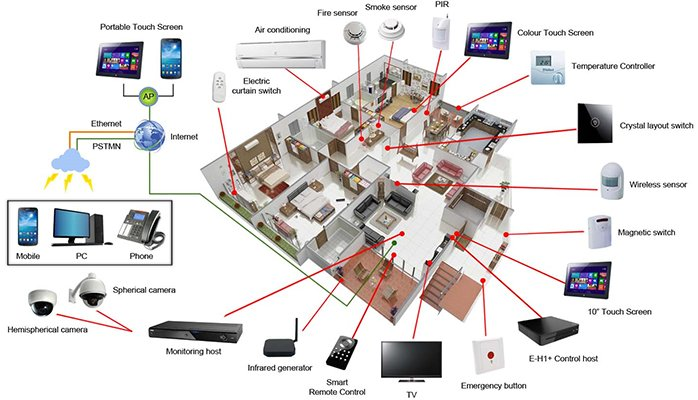 Fire sensor
Smoke sensor
PIR
Portable Touch Screen
Air conditioning
Colour Touch Screen
Electric
curtain switch
Temperature Controller
AP
Ethernet
Internet
PSTMN
Crystal layout switch
Wireless sensor
Magnetic switch
Mobile
PC
Phone
Spherical camera
10" Touch Screen
Hemispherical camera
Monitoring host
Infrared generator
Smart
Remote Control
TV
Emergency button
E-H1+ Control host